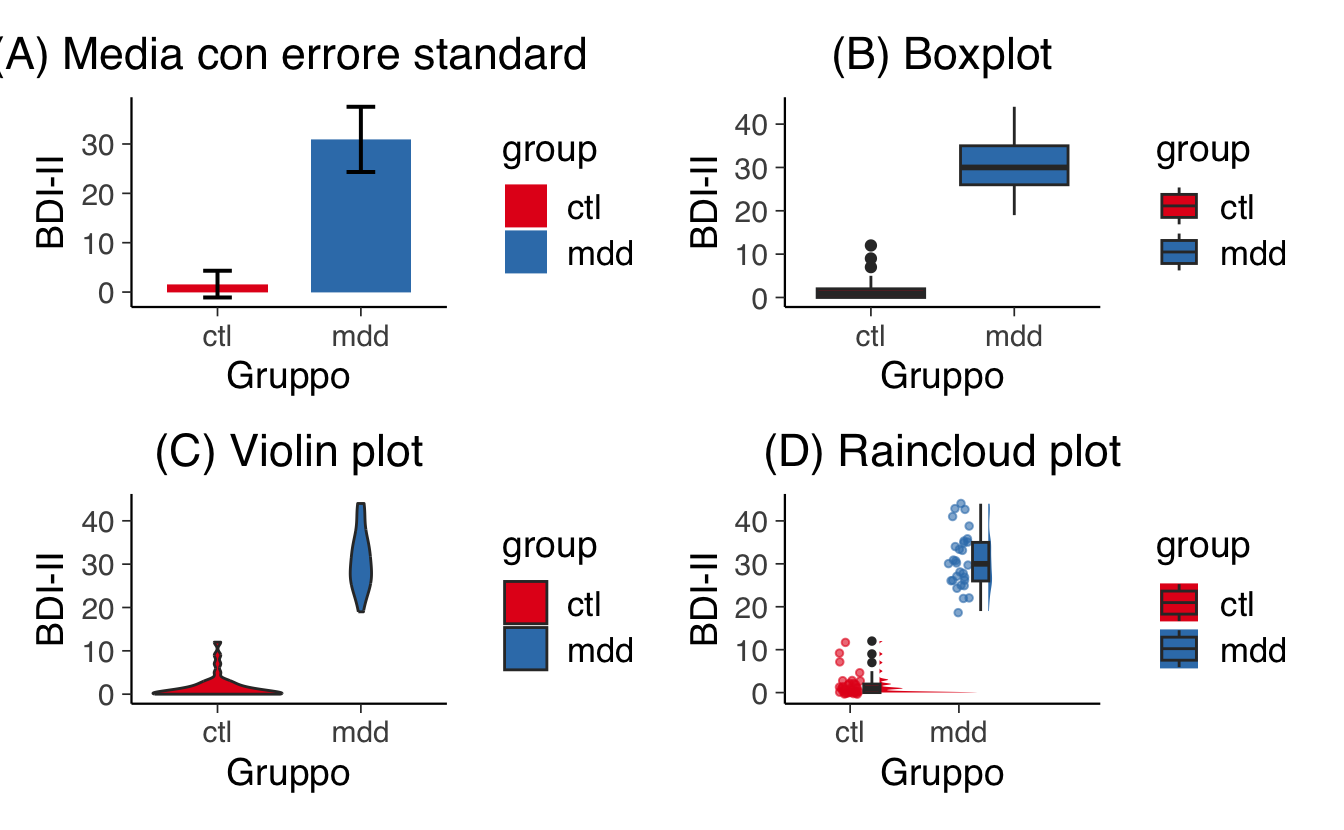 (A) Media con errore standard
BDI-II
30
20
10
0
ctl
mdd
Gruppo
group
ctl
mdd
(B) Boxplot
BDI-II
40
30
20
10
0
ctl
mdd
Gruppo
group
ctl
mdd
(C) Violin plot
BDI-II
40
30
20
10
0
ctl
mdd
Gruppo
group
ctl
mdd
(D) Raincloud plot
BDI-II
40
30
20
10
0
ctl
mdd
Gruppo
group
ctl
mdd